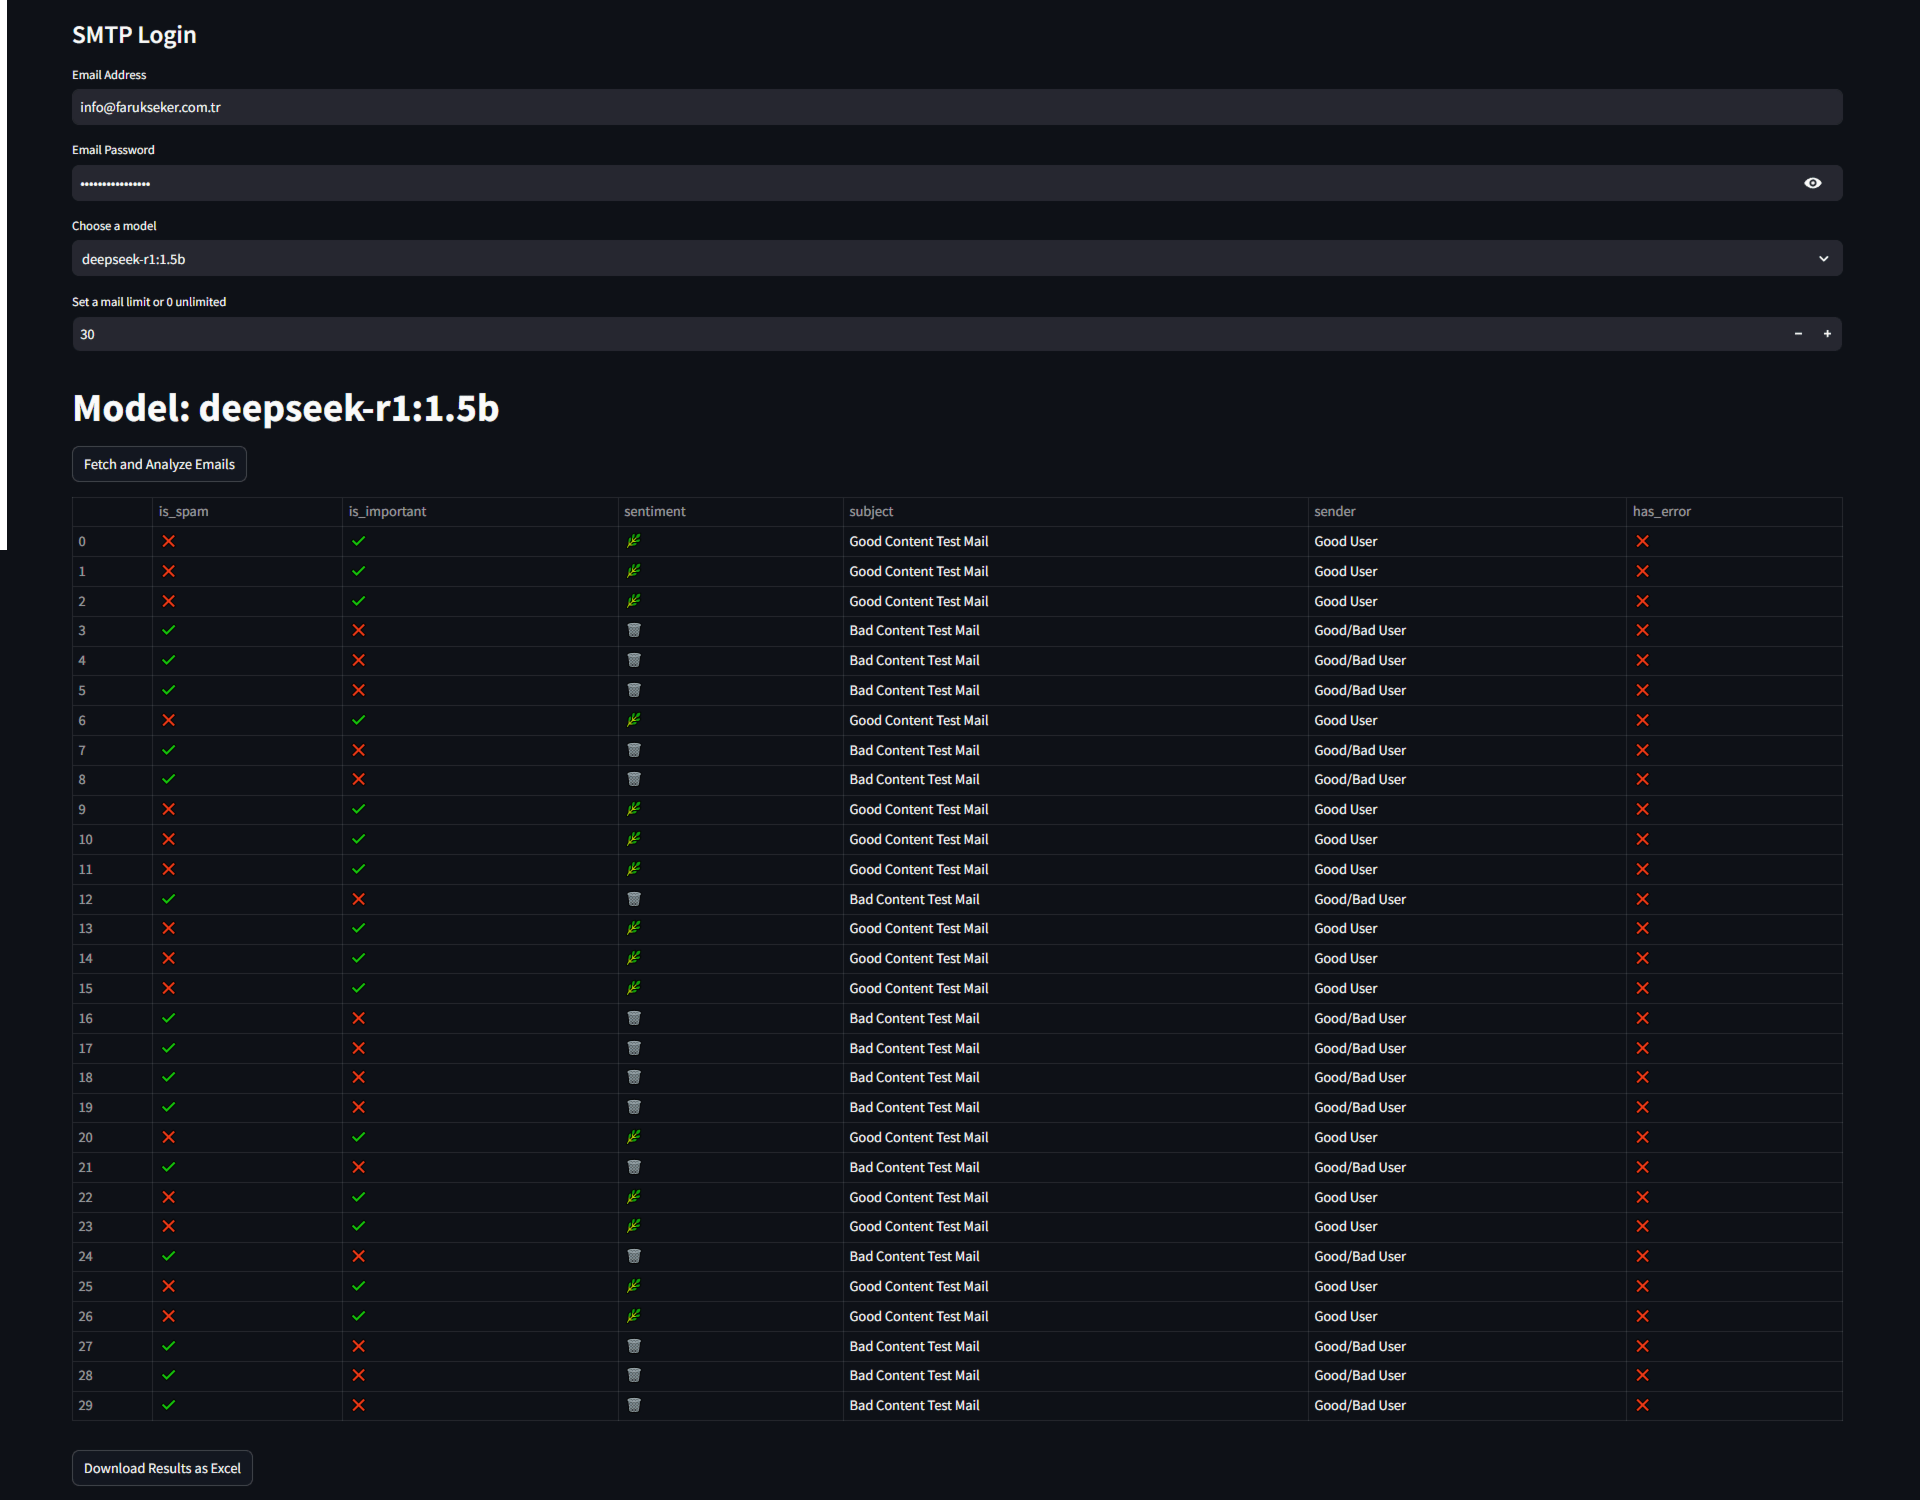 SMTP Login
Email Address
info@farukseker.com.tr
Email Password
••••••••••••••••
Choose a model
deepseek-r1:1.5b
Set a mail limit or 0 unlimited
30 − +
Model: deepseek-r1:1.5b
Fetch and Analyze Emails
is_spam is_important sentiment subject sender has_error
0 ❌ ✅ 🌿 Good Content Test Mail Good User ❌
1 ❌ ✅ 🌿 Good Content Test Mail Good User ❌
2 ❌ ✅ 🌿 Good Content Test Mail Good User ❌
3 ✅ ❌ 🗑 Bad Content Test Mail Good/Bad User ❌
4 ✅ ❌ 🗑 Bad Content Test Mail Good/Bad User ❌
5 ✅ ❌ 🗑 Bad Content Test Mail Good/Bad User ❌
6 ❌ ✅ 🌿 Good Content Test Mail Good User ❌
7 ✅ ❌ 🗑 Bad Content Test Mail Good/Bad User ❌
8 ✅ ❌ 🗑 Bad Content Test Mail Good/Bad User ❌
9 ❌ ✅ 🌿 Good Content Test Mail Good User ❌
10 ❌ ✅ 🌿 Good Content Test Mail Good User ❌
11 ❌ ✅ 🌿 Good Content Test Mail Good User ❌
12 ✅ ❌ 🗑 Bad Content Test Mail Good/Bad User ❌
13 ❌ ✅ 🌿 Good Content Test Mail Good User ❌
14 ❌ ✅ 🌿 Good Content Test Mail Good User ❌
15 ❌ ✅ 🌿 Good Content Test Mail Good User ❌
16 ✅ ❌ 🗑 Bad Content Test Mail Good/Bad User ❌
17 ✅ ❌ 🗑 Bad Content Test Mail Good/Bad User ❌
18 ✅ ❌ 🗑 Bad Content Test Mail Good/Bad User ❌
19 ✅ ❌ 🗑 Bad Content Test Mail Good/Bad User ❌
20 ❌ ✅ 🌿 Good Content Test Mail Good User ❌
21 ✅ ❌ 🗑 Bad Content Test Mail Good/Bad User ❌
22 ❌ ✅ 🌿 Good Content Test Mail Good User ❌
23 ❌ ✅ 🌿 Good Content Test Mail Good User ❌
24 ✅ ❌ 🗑 Bad Content Test Mail Good/Bad User ❌
25 ❌ ✅ 🌿 Good Content Test Mail Good User ❌
26 ❌ ✅ 🌿 Good Content Test Mail Good User ❌
27 ✅ ❌ 🗑 Bad Content Test Mail Good/Bad User ❌
28 ✅ ❌ 🗑 Bad Content Test Mail Good/Bad User ❌
29 ✅ ❌ 🗑 Bad Content Test Mail Good/Bad User ❌
Download Results as Excel